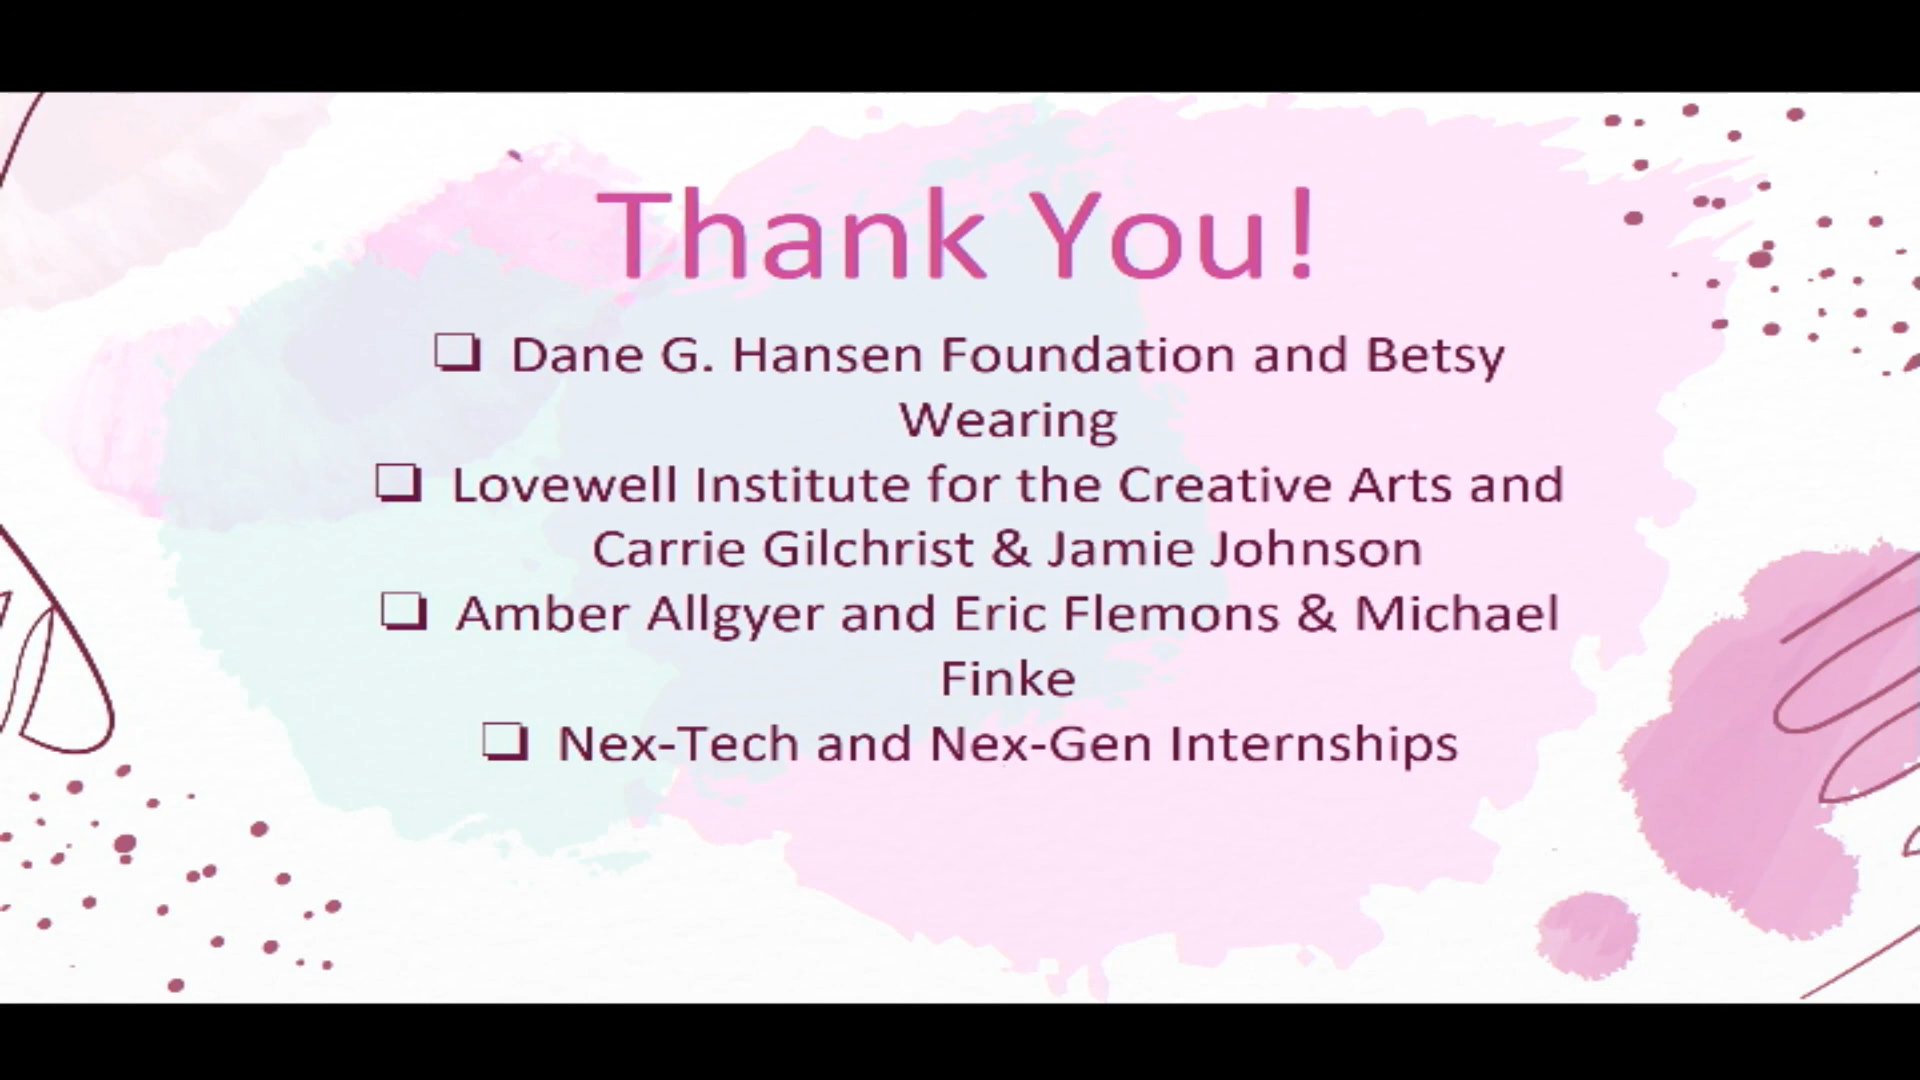 Thank You!
❑ Dane G. Hansen Foundation and Betsy
Wearing
❑ Lovewell Institute for the Creative Arts and
Carrie Gilchrist & Jamie Johnson
❑ Amber Allgyer and Eric Flemons & Michael
Finke
❑ Nex-Tech and Nex-Gen Internships